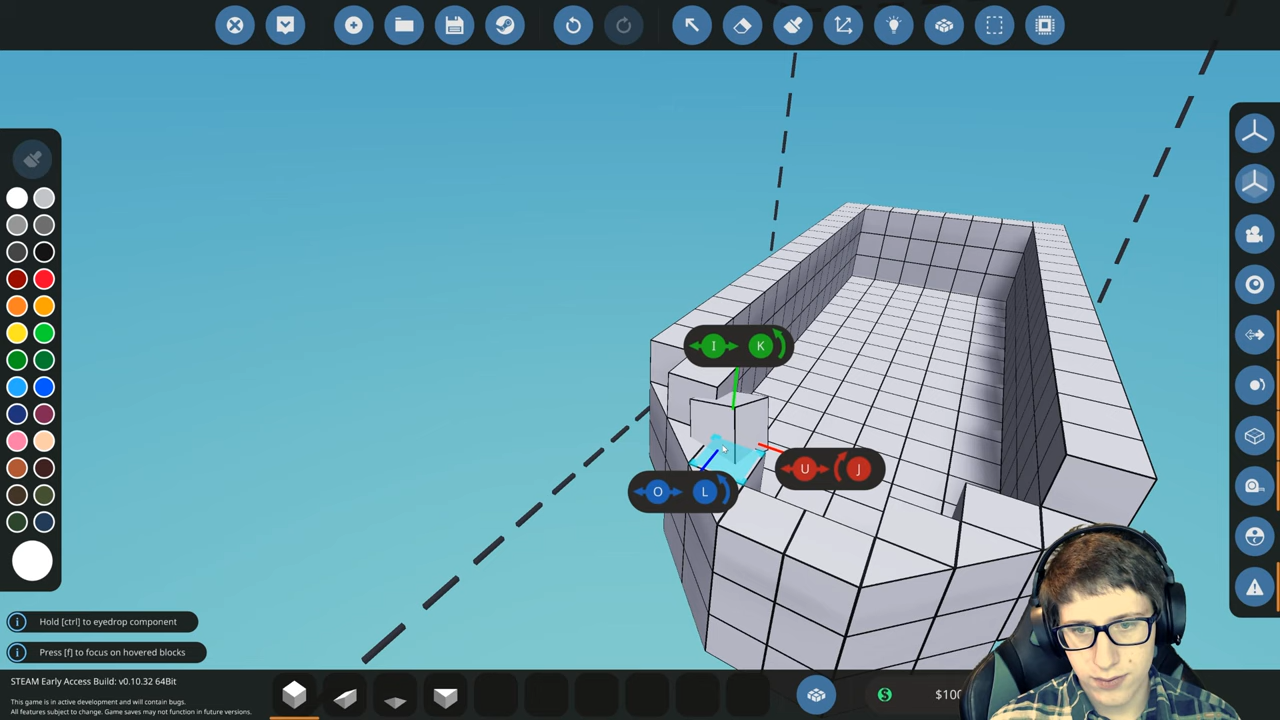 I K
U J
O L
Hold [ctrl] to eyedrop component
Press [f] to focus on hovered blocks
STEAM Early Access Build: v0.10.32 64Bit
This game is in active development and will contain bugs.
All features subject to change. Game saves may not function in future versions.
$100